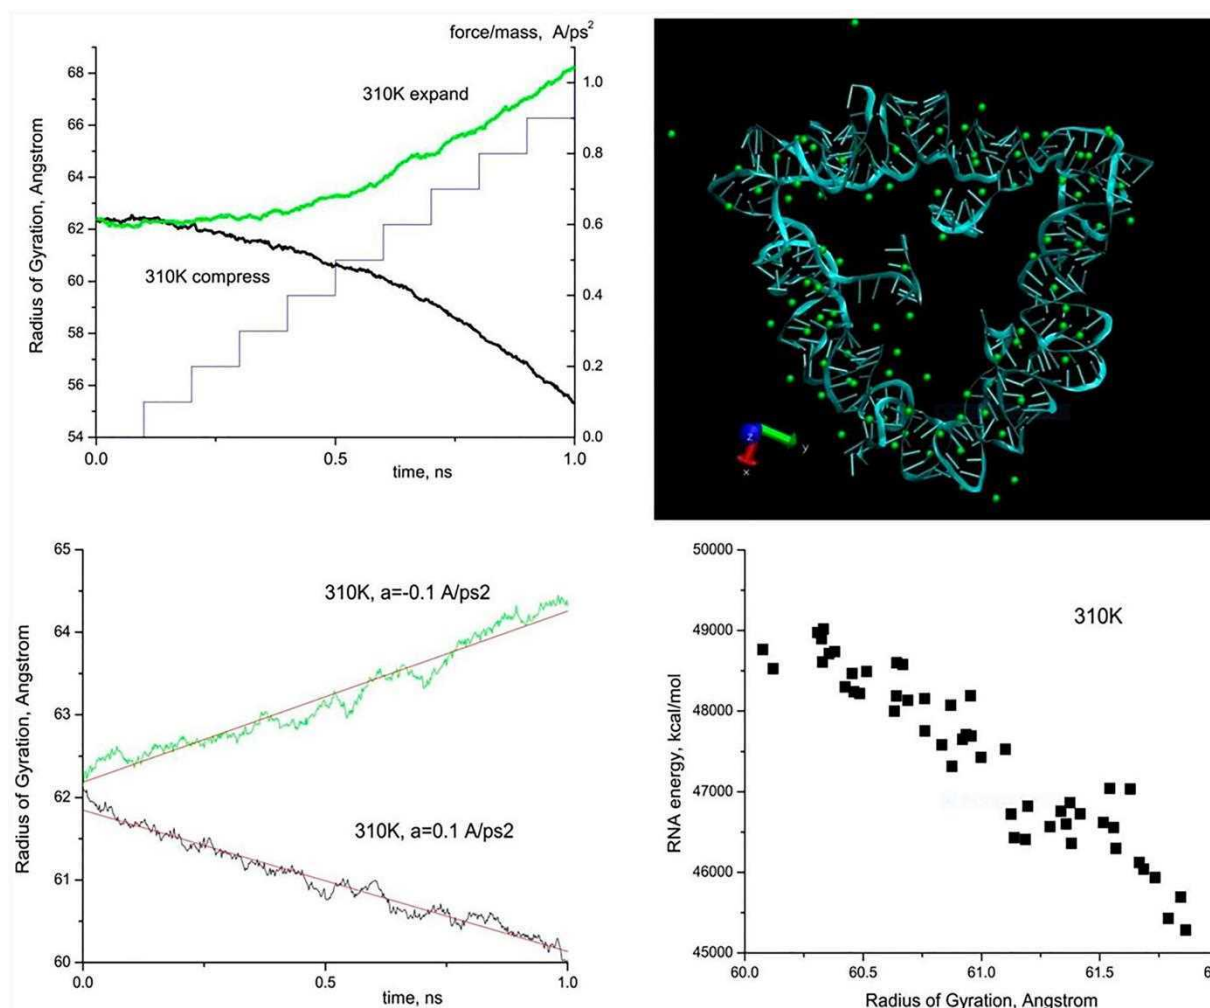 force/mass, A/ps²
68
66
64
62
60
58
56
54
1.0
0.8
0.6
0.4
0.2
0.0
310K expand
310K compress
Radius of Gyration, Angstrom
0.0
0.5
1.0
time, ns
z
y
x
65
64
63
62
61
60
310K, a=-0.1 A/ps2
310K, a=0.1 A/ps2
Radius of Gyration, Angstrom
0.0
0.5
1.0
time, ns
50000
49000
48000
47000
46000
45000
310K
RNA energy, kcal/mol
60.0
60.5
61.0
61.5
Radius of Gyration, Angstrom